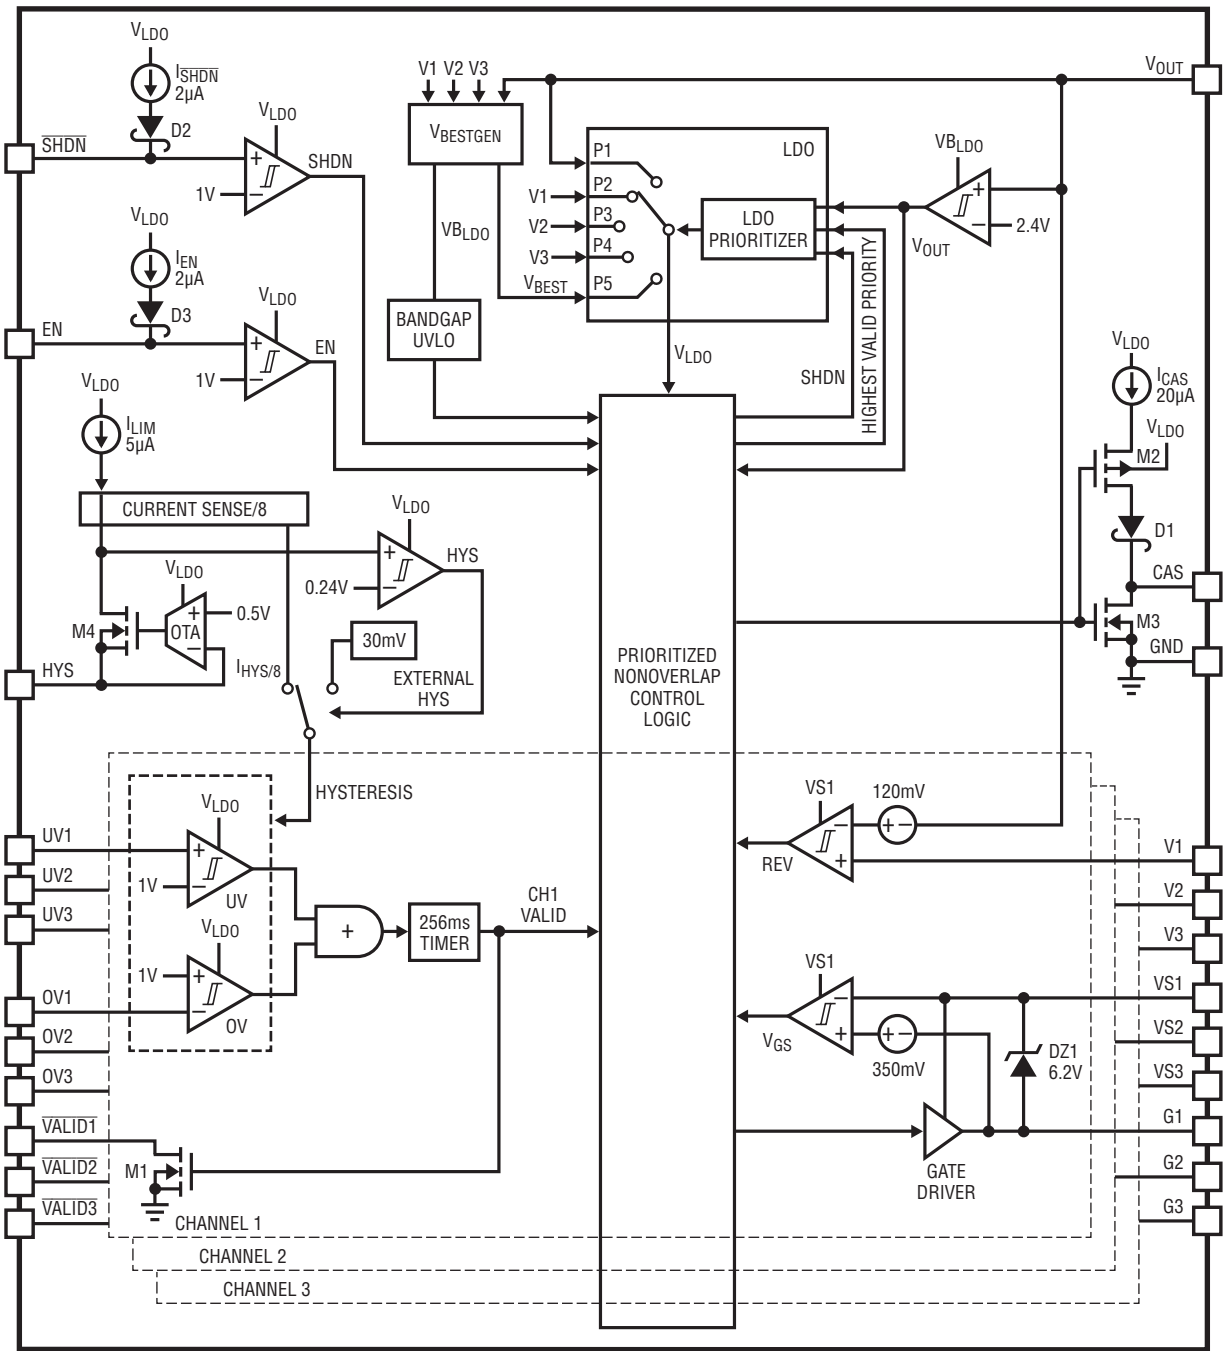 VLDO
ISHDN
2µA
D2
SHDN
VLDO
+
−
1V
SHDN
VLDO
IEN
2µA
D3
EN
VLDO
+
−
1V
EN
VLDO
ILIM
5µA
CURRENT SENSE/8
VLDO
+
−
0.24V
HYS
VLDO
+
−
OTA
0.5V
M4
HYS
30mV
IHYS/8
EXTERNAL
HYS
HYSTERESIS
V1 V2 V3
VBESTGEN
VBLDO
BANDGAP
UVLO
VBEST
V1
V2
V3
P1
P2
P3
P4
P5
LDO
LDO
PRIORITIZER
VLDO
VBLDO
+
−
2.4V
VOUT
VOUT
SHDN
HIGHEST VALID PRIORITY
PRIORITIZED
NONOVERLAP
CONTROL
LOGIC
VLDO
ICAS
20µA
VLDO
M2
D1
CAS
M3
GND
UV1
UV2
UV3
OV1
OV2
OV3
VALID1
VALID2
VALID3
VLDO
+
−
1V
UV
VLDO
1V
+
−
OV
+
256ms
TIMER
CH1
VALID
M1
CHANNEL 1
CHANNEL 2
CHANNEL 3
VS1
−
+
REV
120mV
+ −
VS1
−
+
VGS
+ −
350mV
DZ1
6.2V
GATE
DRIVER
V1
V2
V3
VS1
VS2
VS3
G1
G2
G3